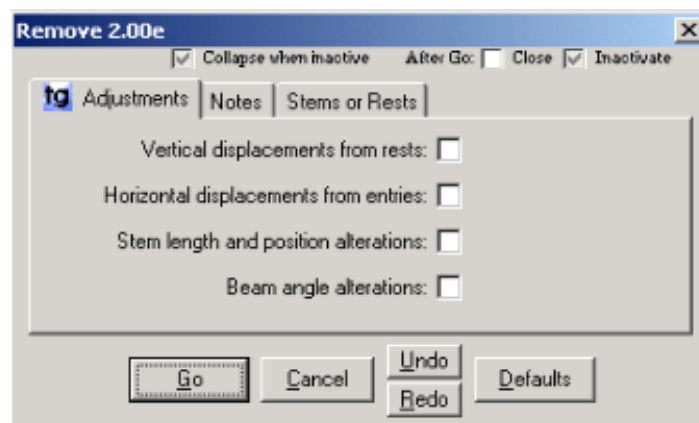 Remove 2.00e
Collapse when inactive After Go: Close Inactivate
tg Adjustments Notes Stems or Rests
Vertical displacements from rests:
Horizontal displacements from entries:
Stem length and position alterations:
Beam angle alterations:
Go Cancel Undo Defaults
Redo